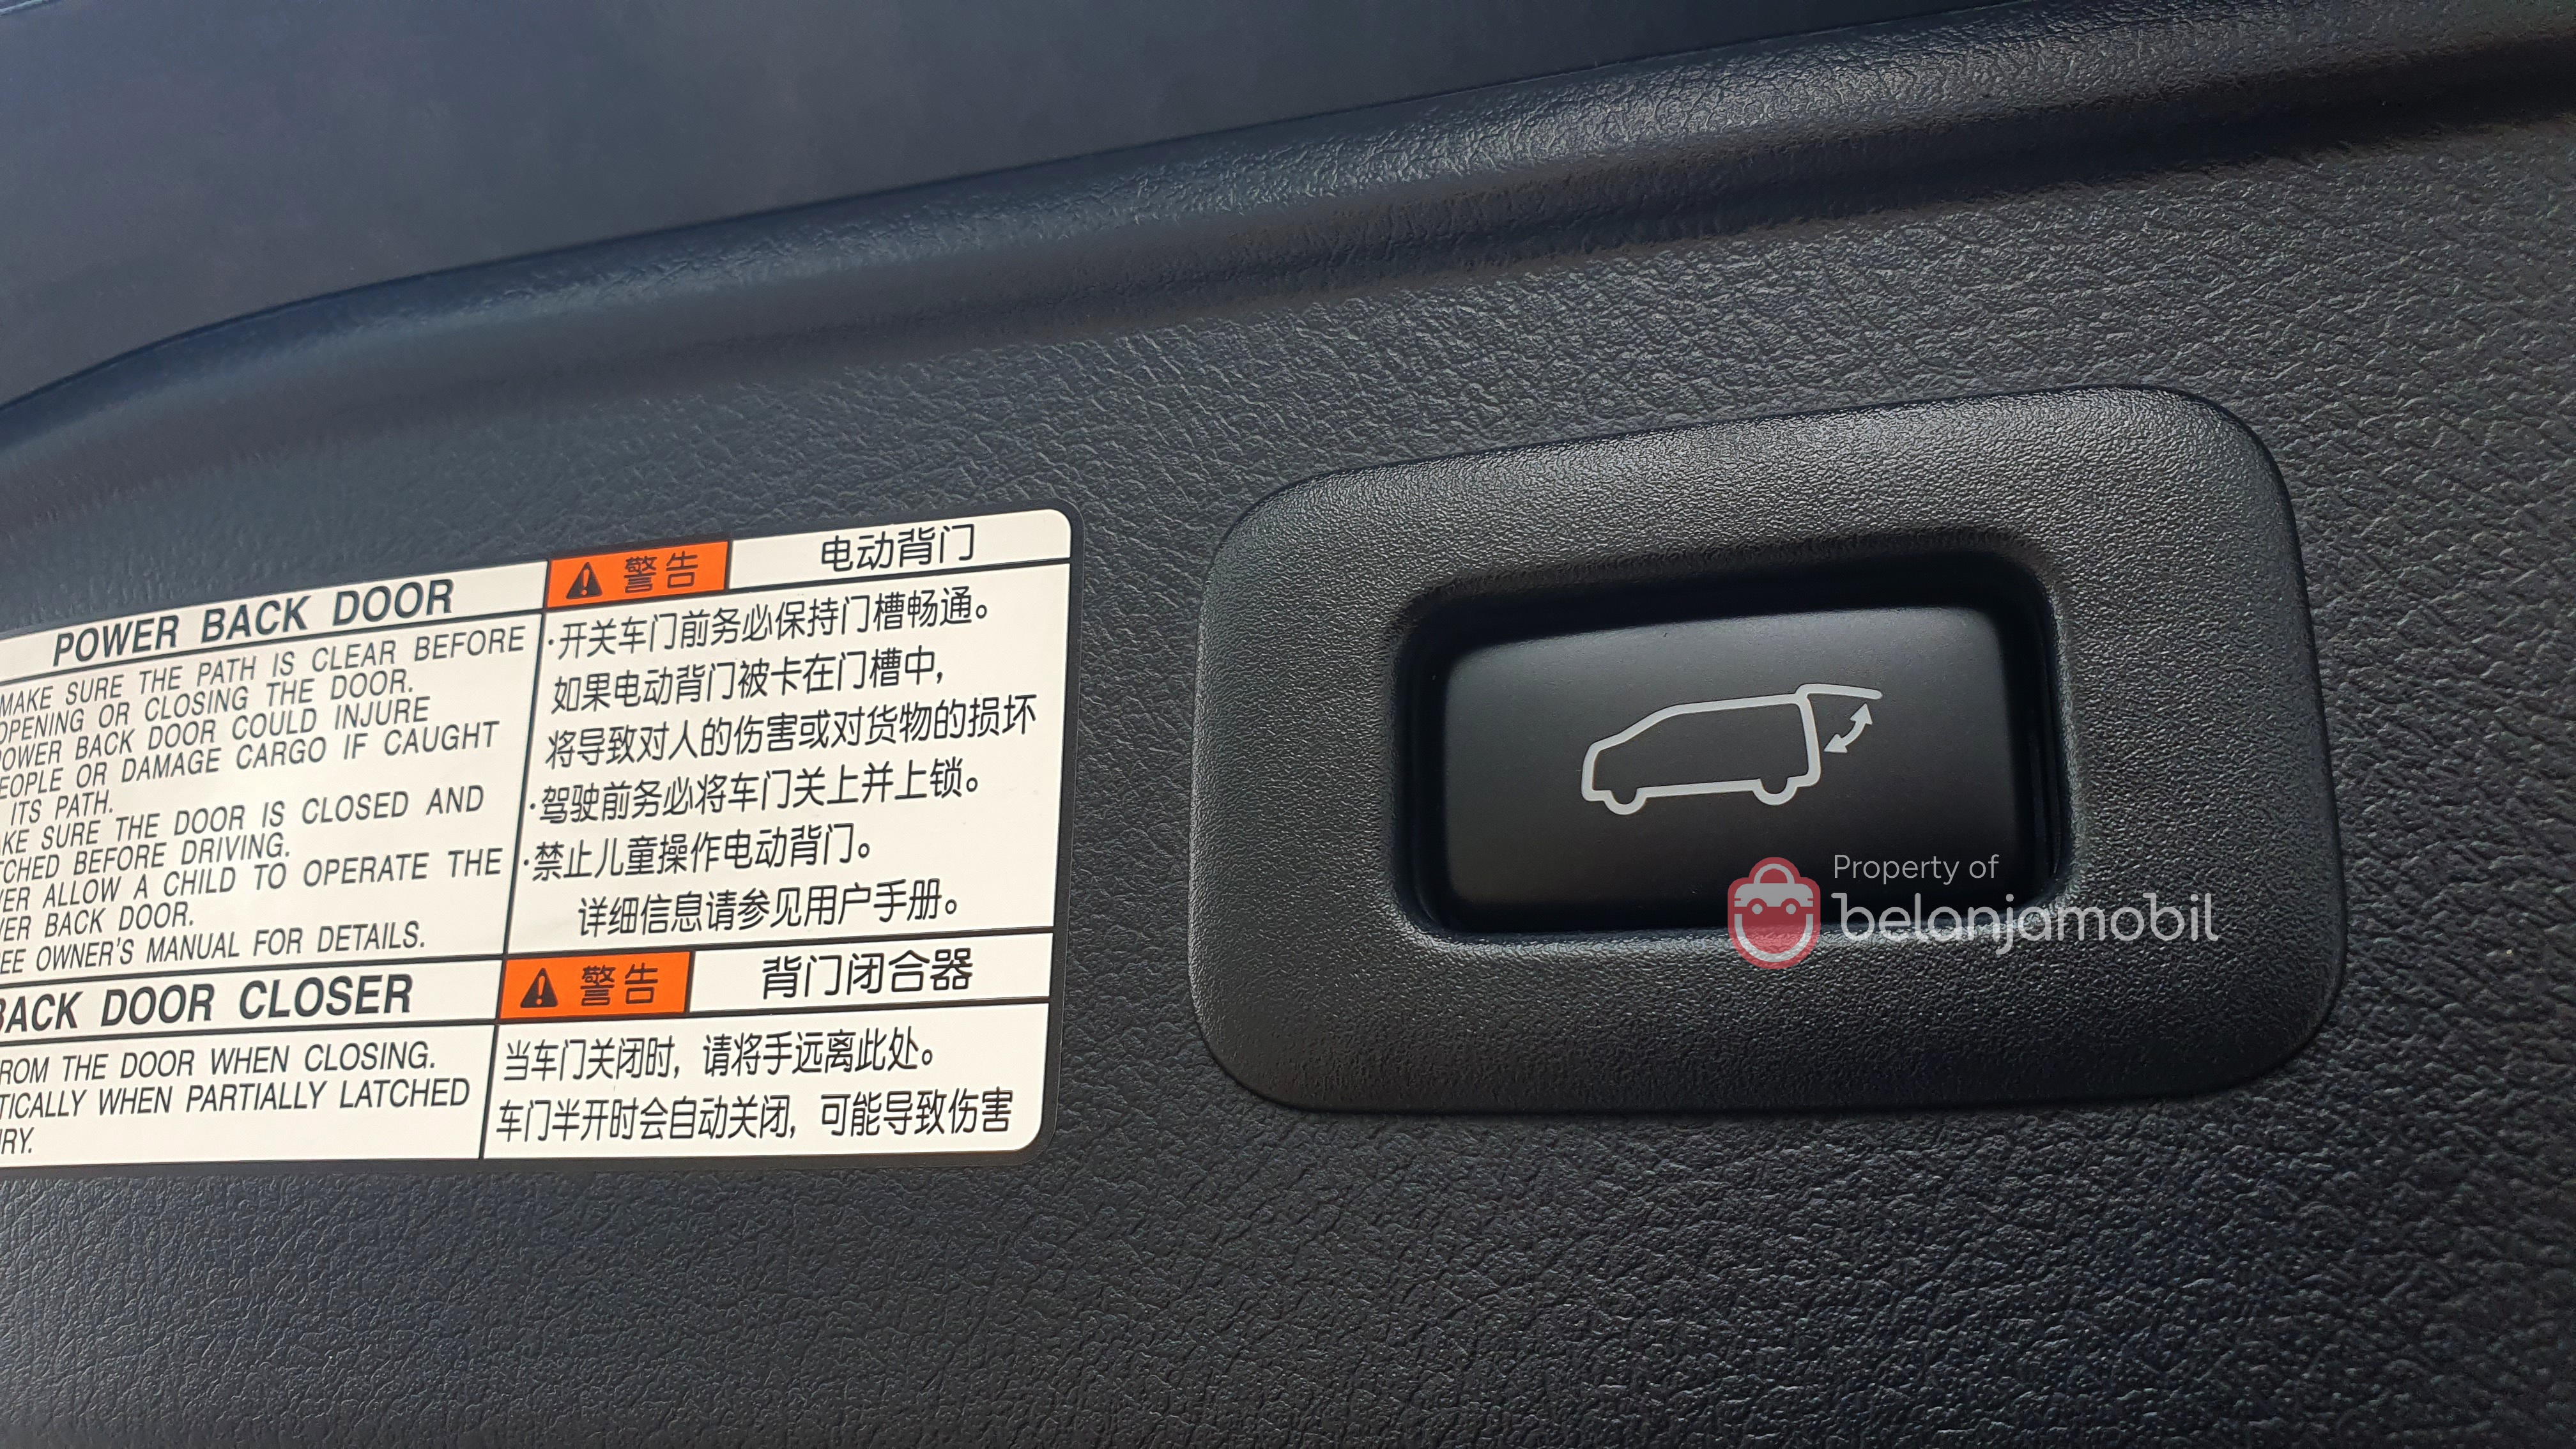 POWER BACK DOOR
MAKE SURE THE PATH IS CLEAR BEFORE
OPENING OR CLOSING THE DOOR.
POWER BACK DOOR COULD INJURE
PEOPLE OR DAMAGE CARGO IF CAUGHT
ITS PATH.
MAKE SURE THE DOOR IS CLOSED AND
TCHED BEFORE DRIVING.
VER ALLOW A CHILD TO OPERATE THE
WER BACK DOOR.
EE OWNER'S MANUAL FOR DETAILS.
BACK DOOR CLOSER
ROM THE DOOR WHEN CLOSING.
TICALLY WHEN PARTIALLY LATCHED
RY.
警告 电动背门
·开关车门前务必保持门槽畅通。
如果电动背门被卡在门槽中,
将导致对人的伤害或对货物的损坏
·驾驶前务必将车门关上并上锁。
·禁止儿童操作电动背门。
详细信息请参见用户手册。
警告 背门闭合器
当车门关闭时, 请将手远离此处。
车门半开时会自动关闭, 可能导致伤害
Property of
belanjamobil